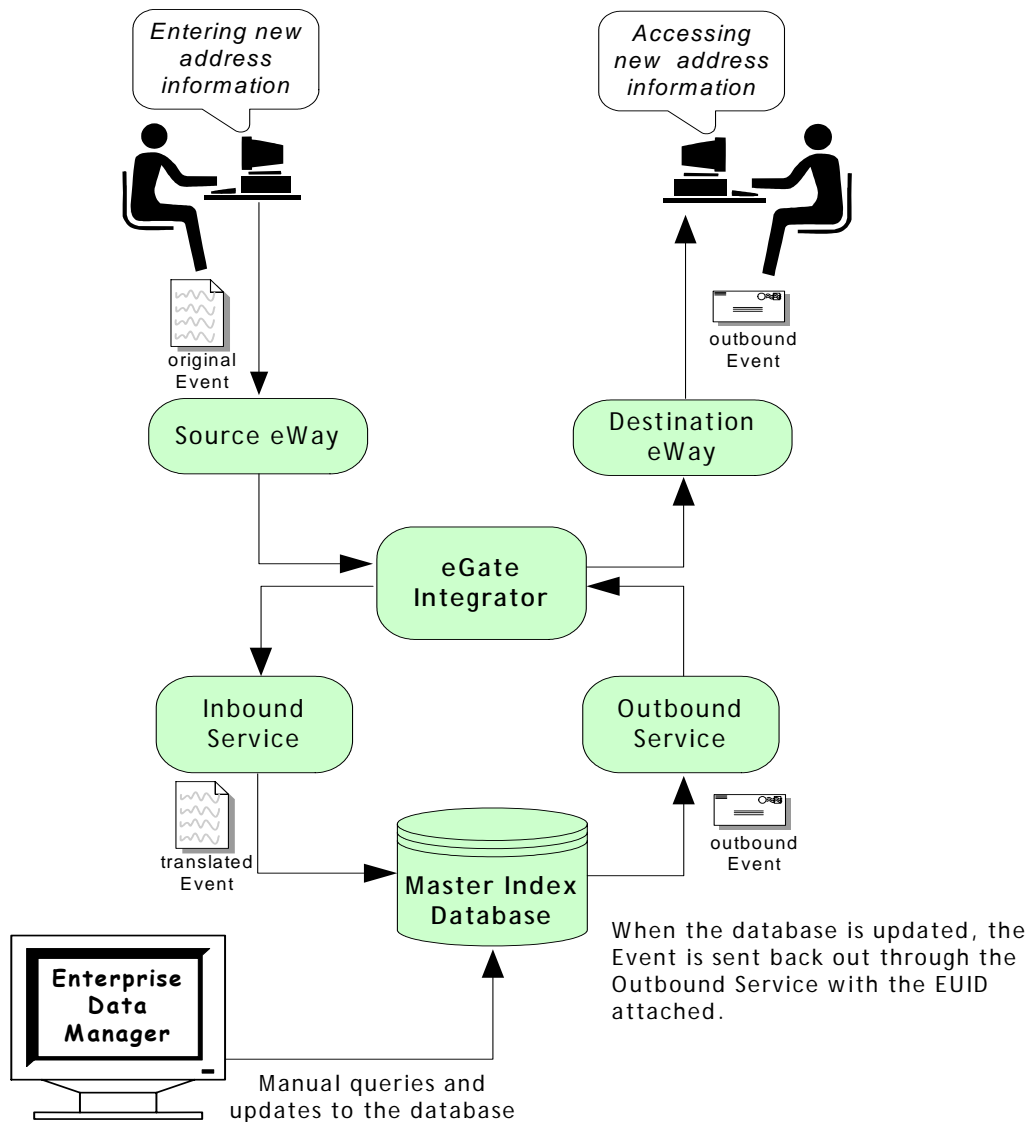 Entering new
address
information
Accessing
new address
information
original
Event
outbound
Event
Source eWay
Destination
eWay
eGate
Integrator
Inbound
Service
Outbound
Service
translated
Event
outbound
Event
Master Index
Database
When the database is updated, the
Event is sent back out through the
Outbound Service with the EUID
attached.
Enterprise
Data
Manager
Manual queries and
updates to the database